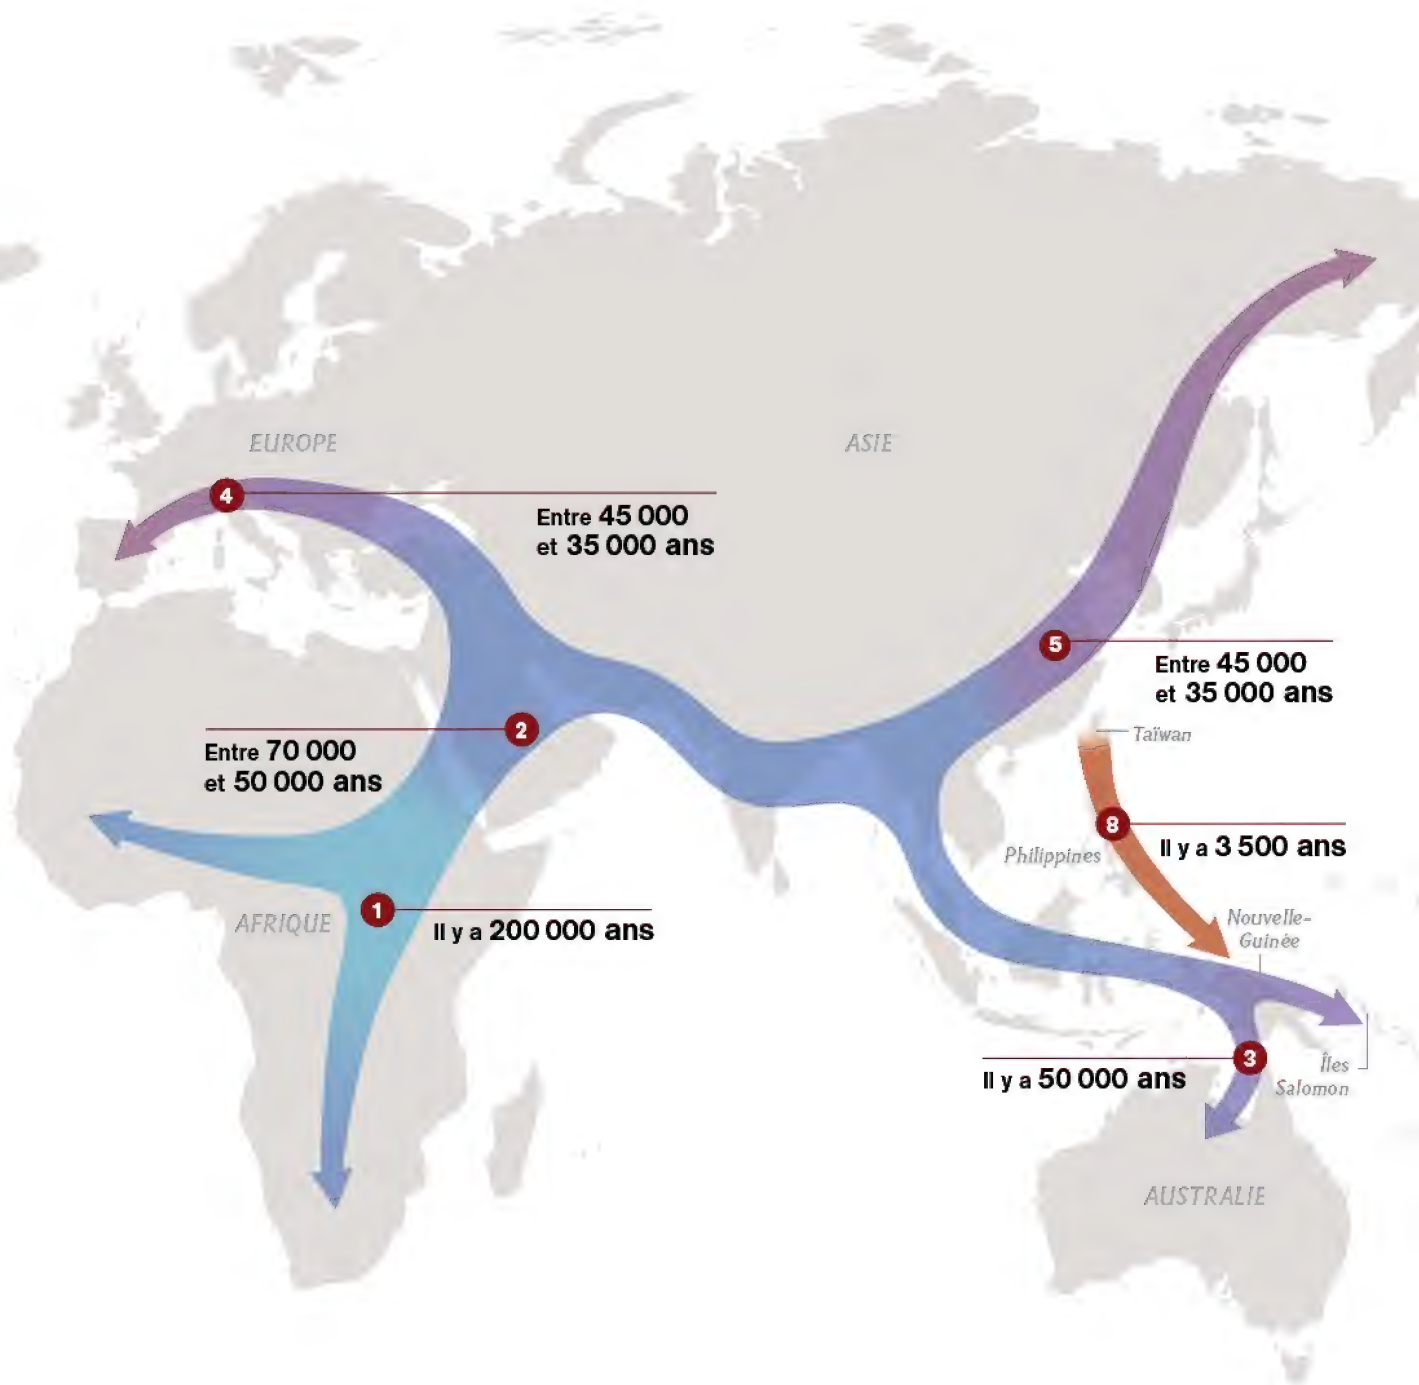 EUROPE
ASIE
4
Entre 45 000
et 35 000 ans
5
Entre 45 000
et 35 000 ans
2
Entre 70 000
et 50 000 ans
Taïwan
8
Il y a 3 500 ans
Philippines
1
AFRIQUE
Il y a 200 000 ans
Nouvelle-
Guinée
3
Il y a 50 000 ans
Îles
Salomon
AUSTRALIE